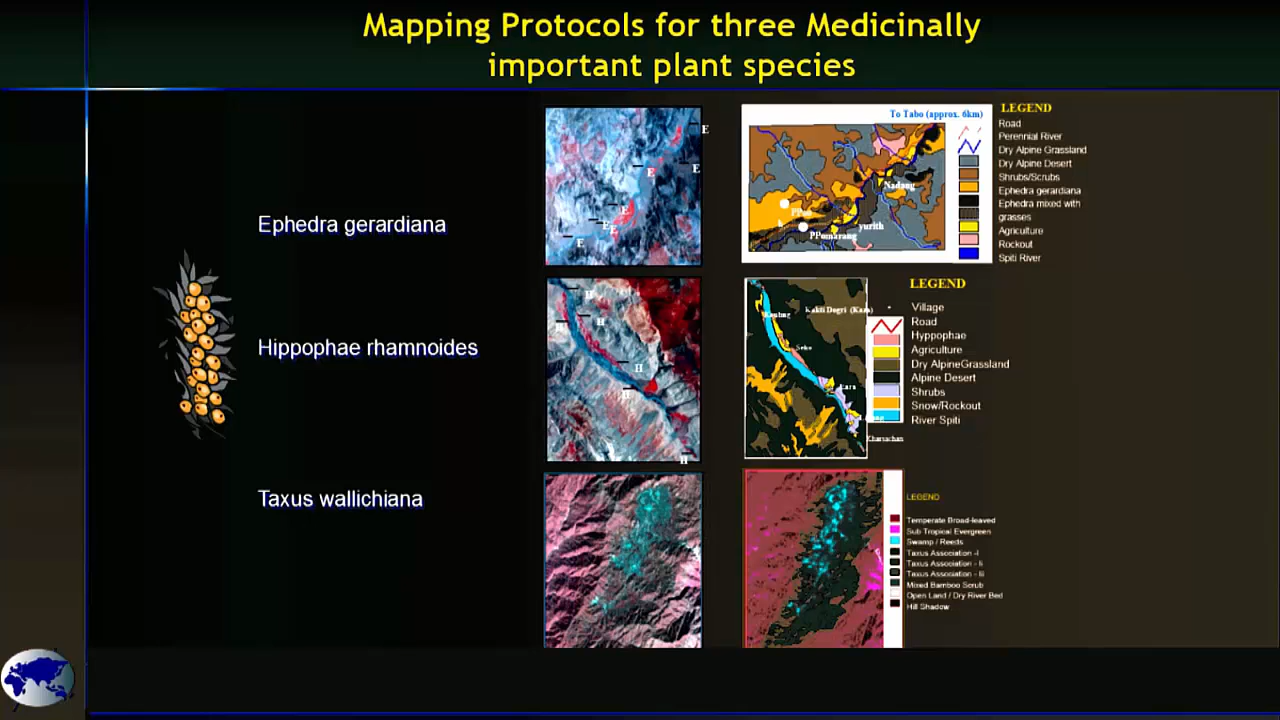 Mapping Protocols for three Medicinally
important plant species
Ephedra gerardiana
E
E
E
E
E
E
E
To Tabo (approx. 6km)
Nadang
yurith
PPomarang
LEGEND
Road
Perennial River
Dry Alpine Grassland
Dry Alpine Desert
Shrubs/Scrubs
Ephedra gerardiana
Ephedra mixed with
grasses
Agriculture
Rockout
Spiti River
Hippophae rhamnoides
H
H
H
H
H
Seko
LEGEND
Village
Road
Hyppophae
Agriculture
Dry AlpineGrassland
Alpine Desert
Shrubs
Snow/Rockout
River Spiti
Taxus wallichiana
LEGEND
Temperate Broad-leaved
Sub Tropical Evergreen
Swamp / Reeds
Taxus Association -I
Taxus Association - Ii
Taxus Association - Iii
Mixed Bamboo Scrub
Open Land / Dry River Bed
Hill Shadow